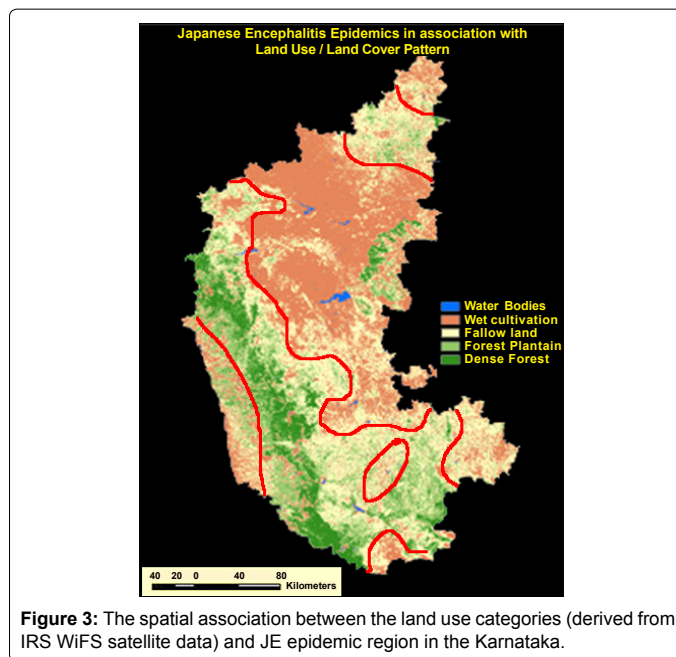 Japanese Encephalitis Epidemics in association with
Land Use / Land Cover Pattern
Water Bodies
Wet cultivation
Fallow land
Forest Plantain
Dense Forest
40 20 0 40 80
Kilometers
Figure 3: The spatial association between the land use categories (derived from
IRS WiFS satellite data) and JE epidemic region in the Karnataka.